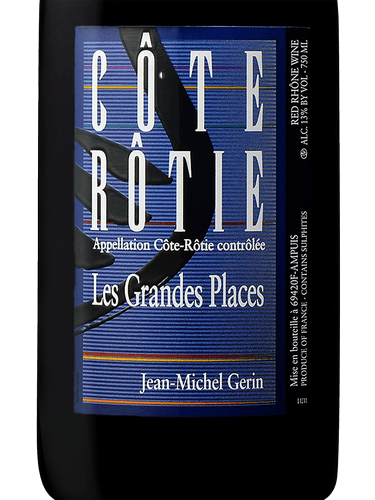 CÔTE
RÔTIE
Appellation Côte-Rôtie contrôlée
Les Grandes Places
Jean-Michel Gerin
RED RHÔNE WINE
ALC. 13% BY VOL - 750 ML
Mise en bouteille à 69420F-AMPUIS
PRODUCE OF FRANCE - CONTAINS SULPHITES